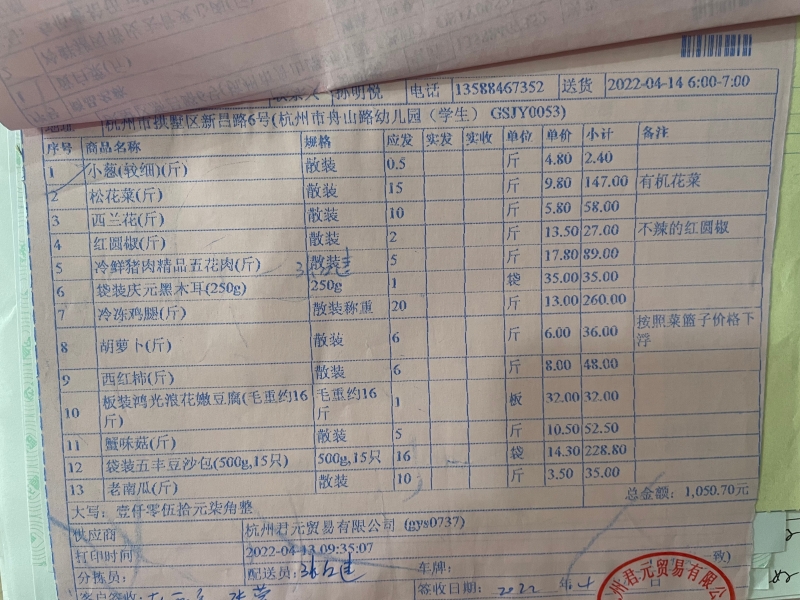 联系人 孙明悦 电话 13588467352 送货 2022-04-14 6:00-7:00
地址 杭州市拱墅区新昌路6号(杭州市舟山路幼儿园（学生） GSJY0053)
序号 商品名称 规格 应发 实发 实收 单位 单价 小计 备注
1 小葱(较细)(斤) 散装 0.5 斤 4.80 2.40
2 松花菜(斤) 散装 15 斤 9.80 147.00 有机花菜
3 西兰花(斤) 散装 10 斤 5.80 58.00
4 红圆椒(斤) 散装 2 斤 13.50 27.00 不辣的红圆椒
5 冷鲜猪肉精品五花肉(斤) 散装 5 斤 17.80 89.00
6 袋装庆元黑木耳(250g) 250g 1 袋 35.00 35.00
7 冷冻鸡腿(斤) 散装称重 20 斤 13.00 260.00
8 胡萝卜(斤) 散装 6 斤 6.00 36.00 按照菜篮子价格下浮
9 西红柿(斤) 散装 6 斤 8.00 48.00
10 板装鸿光浪花嫩豆腐(毛重约16斤) 毛重约16斤 1 板 32.00 32.00
11 蟹味菇(斤) 散装 5 斤 10.50 52.50
12 袋装五丰豆沙包(500g,15只) 500g,15只 16 袋 14.30 228.80
13 老南瓜(斤) 散装 10 斤 3.50 35.00
总金额：1,050.70元
大写：壹仟零伍拾元柒角整
供应商 杭州君元贸易有限公司 (gys0737)
打印时间 2022-04-13 09:35:07 致)
分拣员： 配送员： 车牌：
客户签收： 签收日期： 2022 年 4 日
杭州君元贸易有限公